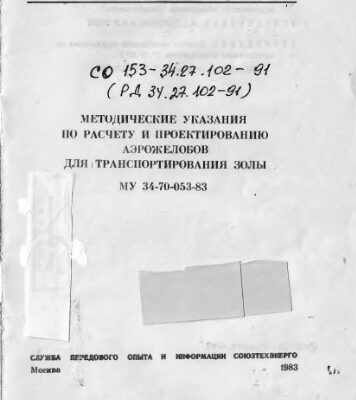 СО 153-34.27.102-91
(РД 34.27.102-91)
МЕТОДИЧЕСКИЕ УКАЗАНИЯ
ПО РАСЧЕТУ И ПРОЕКТИРОВАНИЮ
АЭРОЖЕЛОБОВ
ДЛЯ ТРАНСПОРТИРОВАНИЯ ЗОЛЫ
МУ 34-70-053-83
СЛУЖБА ПЕРЕДОВОГО ОПЫТА И ИНФОРМАЦИИ СОЮЗТЕХЭНЕРГО
Москва 1983